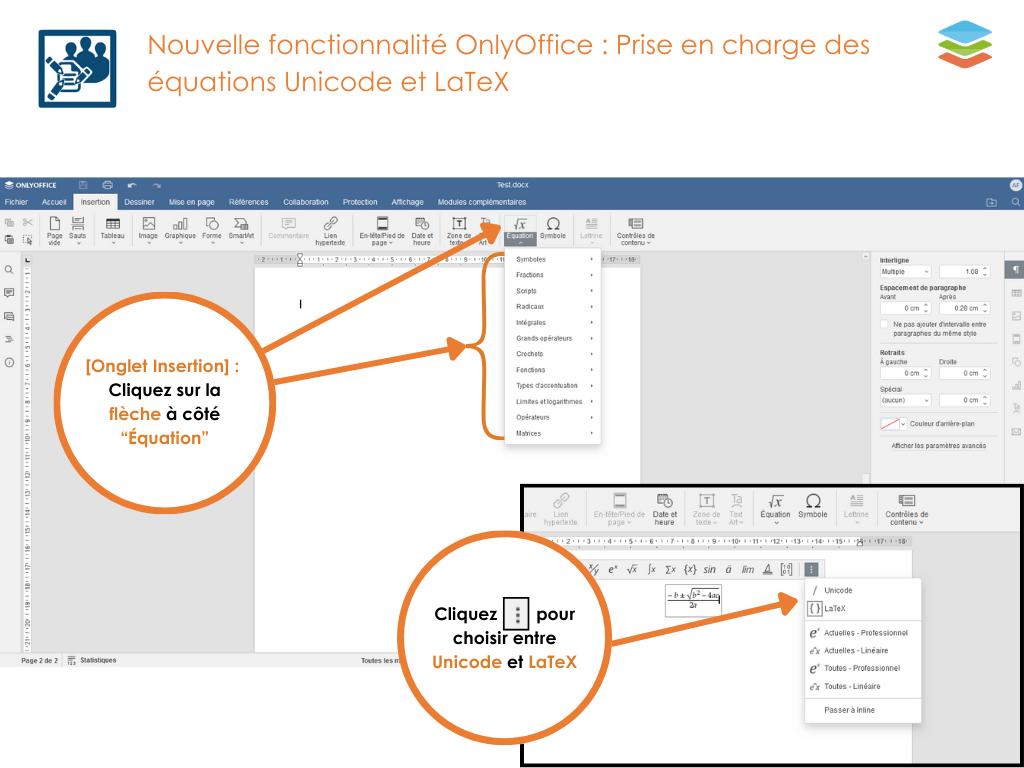 Nouvelle fonctionnalité OnlyOffice : Prise en charge des
équations Unicode et LaTeX
ONLYOFFICE
Test.docx
AF
Fichier Accueil Insertion Dessiner Mise en page Références Collaboration Protection Affichage Modules complémentaires
Page vide
Sauts
Tableau
Image
Graphique
Forme
SmartArt
Commentaire
Lien hypertexte
En-tête/Pied de page
Date et heure
Zone de texte
Art
Équation
Symbole
Lettrine
Contrôles de contenu
Symboles
Fractions
Scripts
Radicaux
Intégrales
Grands opérateurs
Crochets
Fonctions
Types d'accentuation
Limites et logarithmes
Opérateurs
Matrices
Interligne
Multiple 1.08
Espacement de paragraphe
Avant Après
0 cm 0.28 cm
Ne pas ajouter d'intervalle entre
paragraphes du même style
Retraits
À gauche Droite
0 cm 0 cm
Spécial
(aucun) 0 cm
Couleur d'arrière-plan
Afficher les paramètres avancés
[Onglet Insertion] :
Cliquez sur la
flèche à côté
“Équation”
Page 2 de 2 Statistiques
Toutes les
aire
Lien hypertexte
En-tête/Pied de page
Date et heure
Zone de texte
Text Art
Équation
Symbole
Lettrine
Contrôles de contenu
x/y eˣ √x ∫x Σx {x} sin ä lim
−b ± √b² − 4ac
2a
Unicode
{ } LaTeX
eˣ Actuelles - Professionnel
e^x Actuelles - Linéaire
eˣ Toutes - Professionnel
e^x Toutes - Linéaire
Passer à Inline
Cliquez ⋮ pour
choisir entre
Unicode et LaTeX